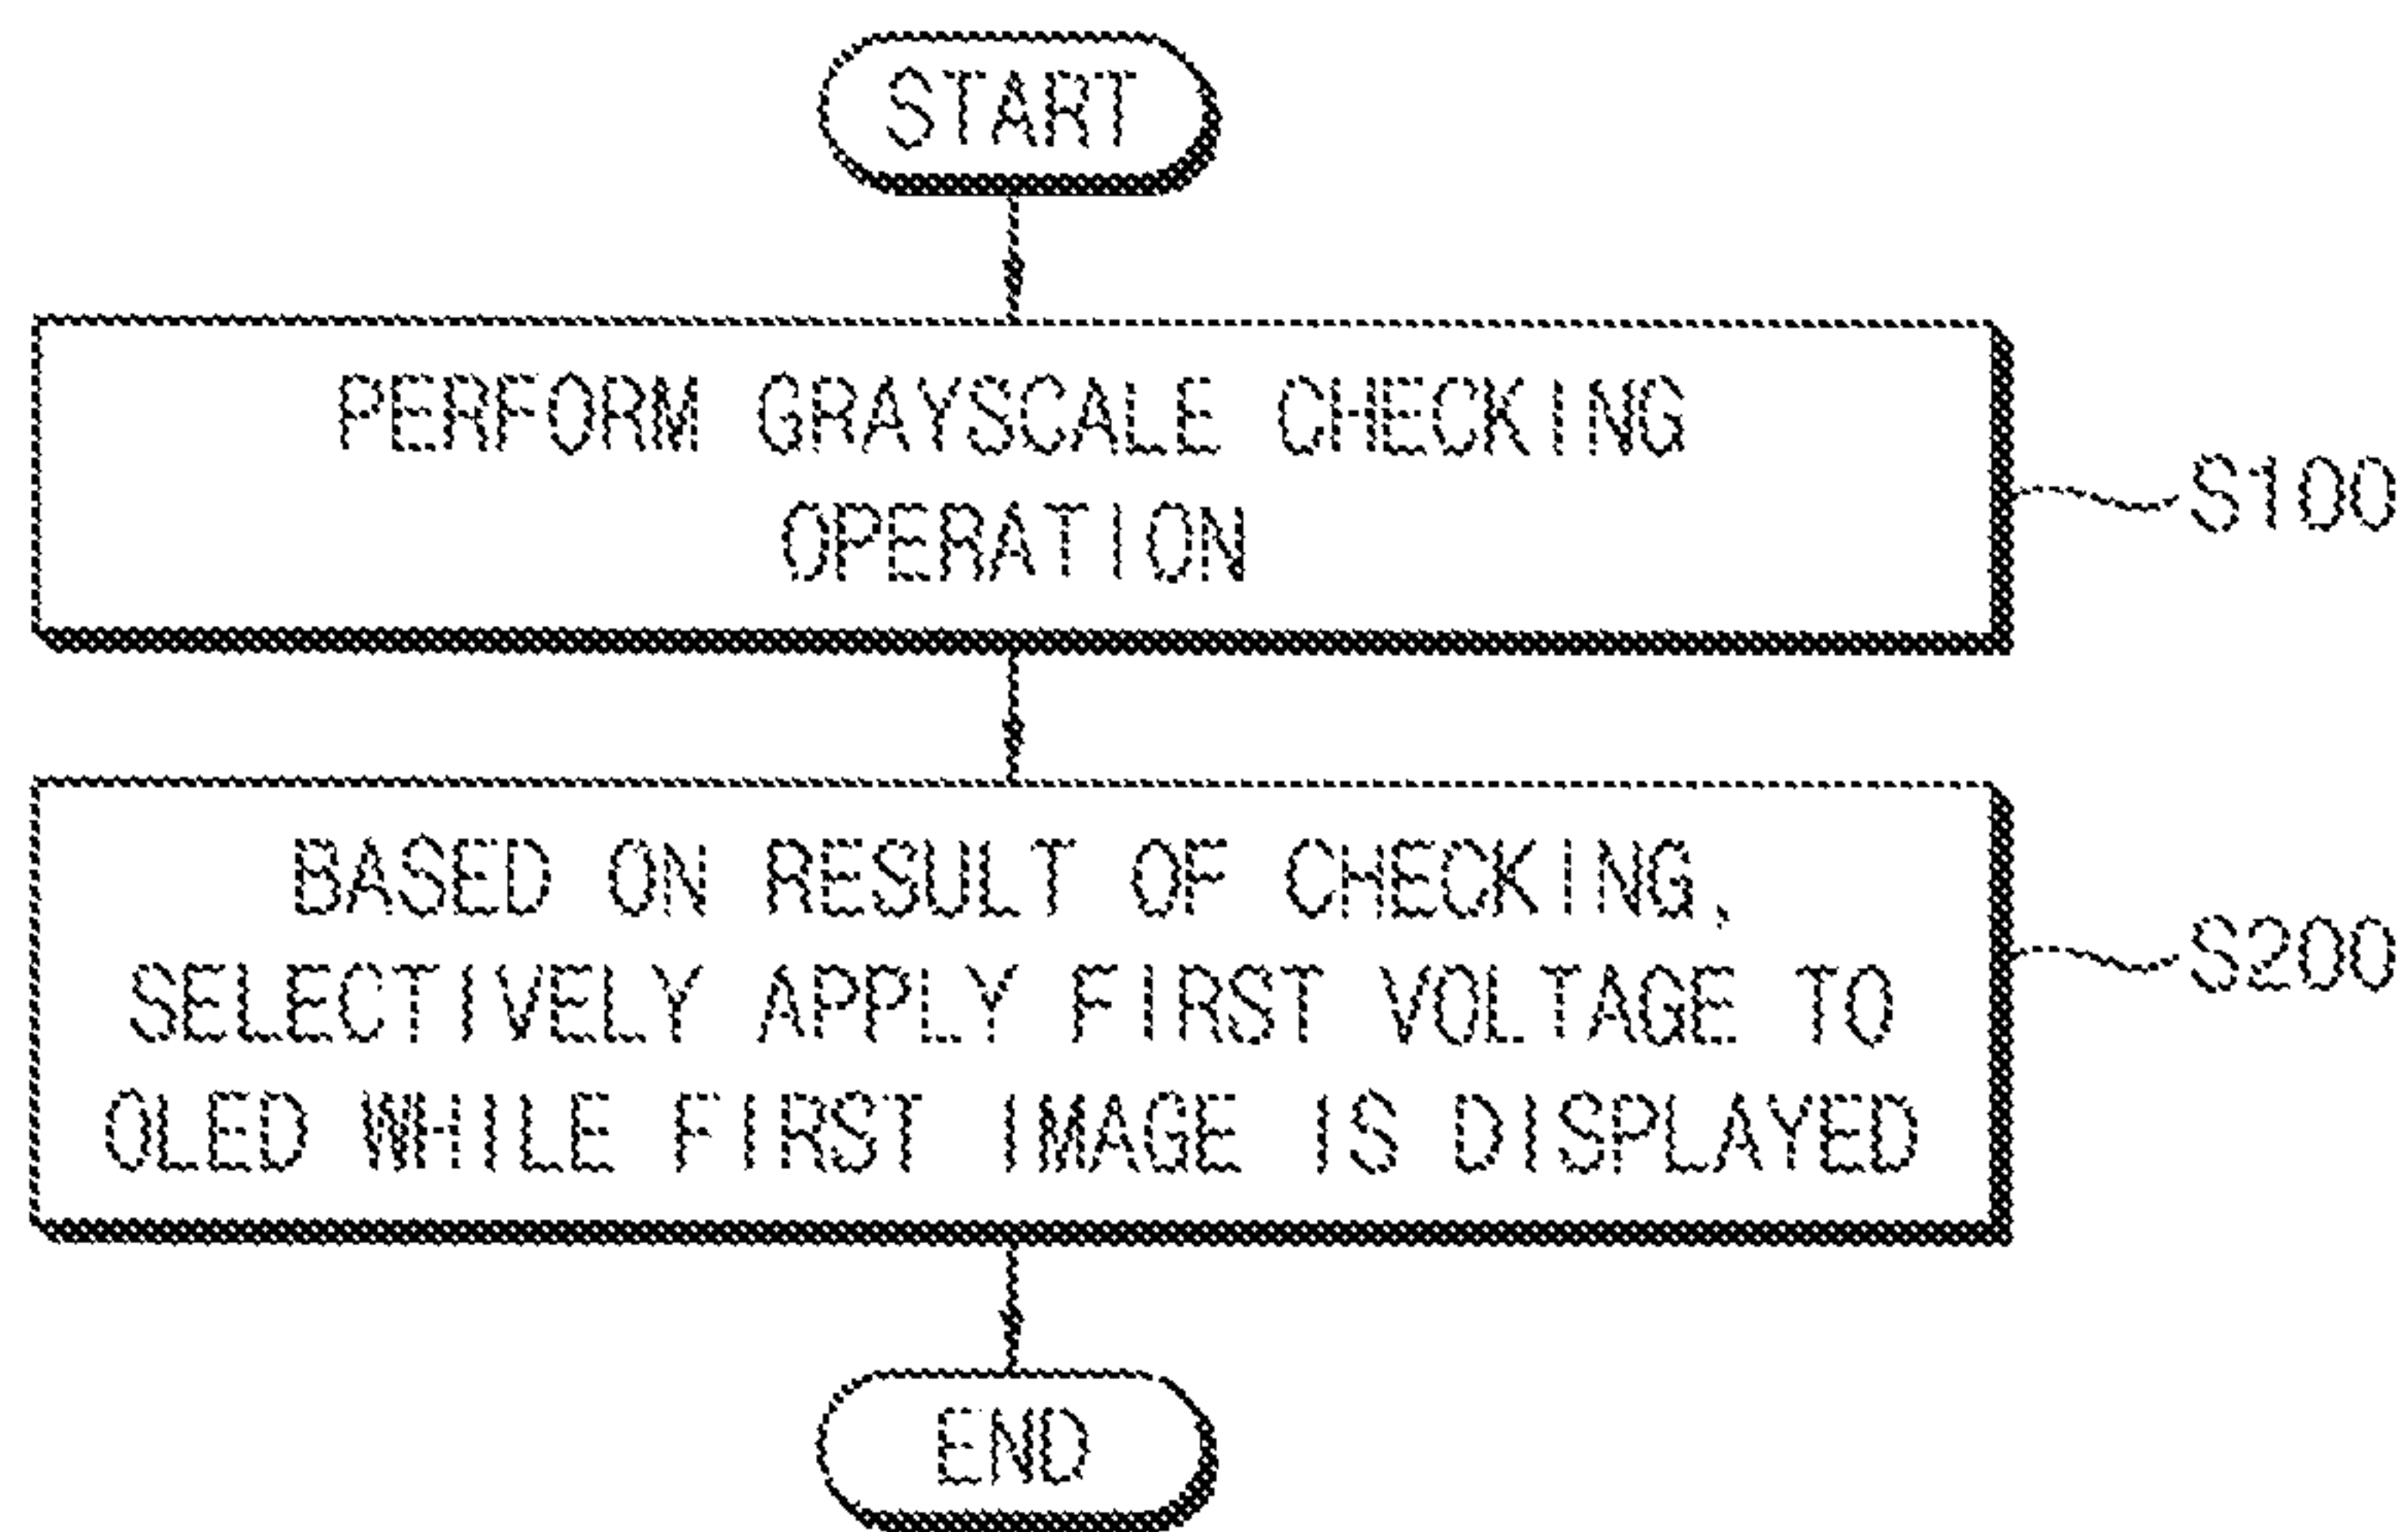 START
PERFORM GRAYSCALE CHECKING
OPERATION
S100
BASED ON RESULT OF CHECKING,
SELECTIVELY APPLY FIRST VOLTAGE TO
OLED WHILE FIRST IMAGE IS DISPLAYED
S200
END